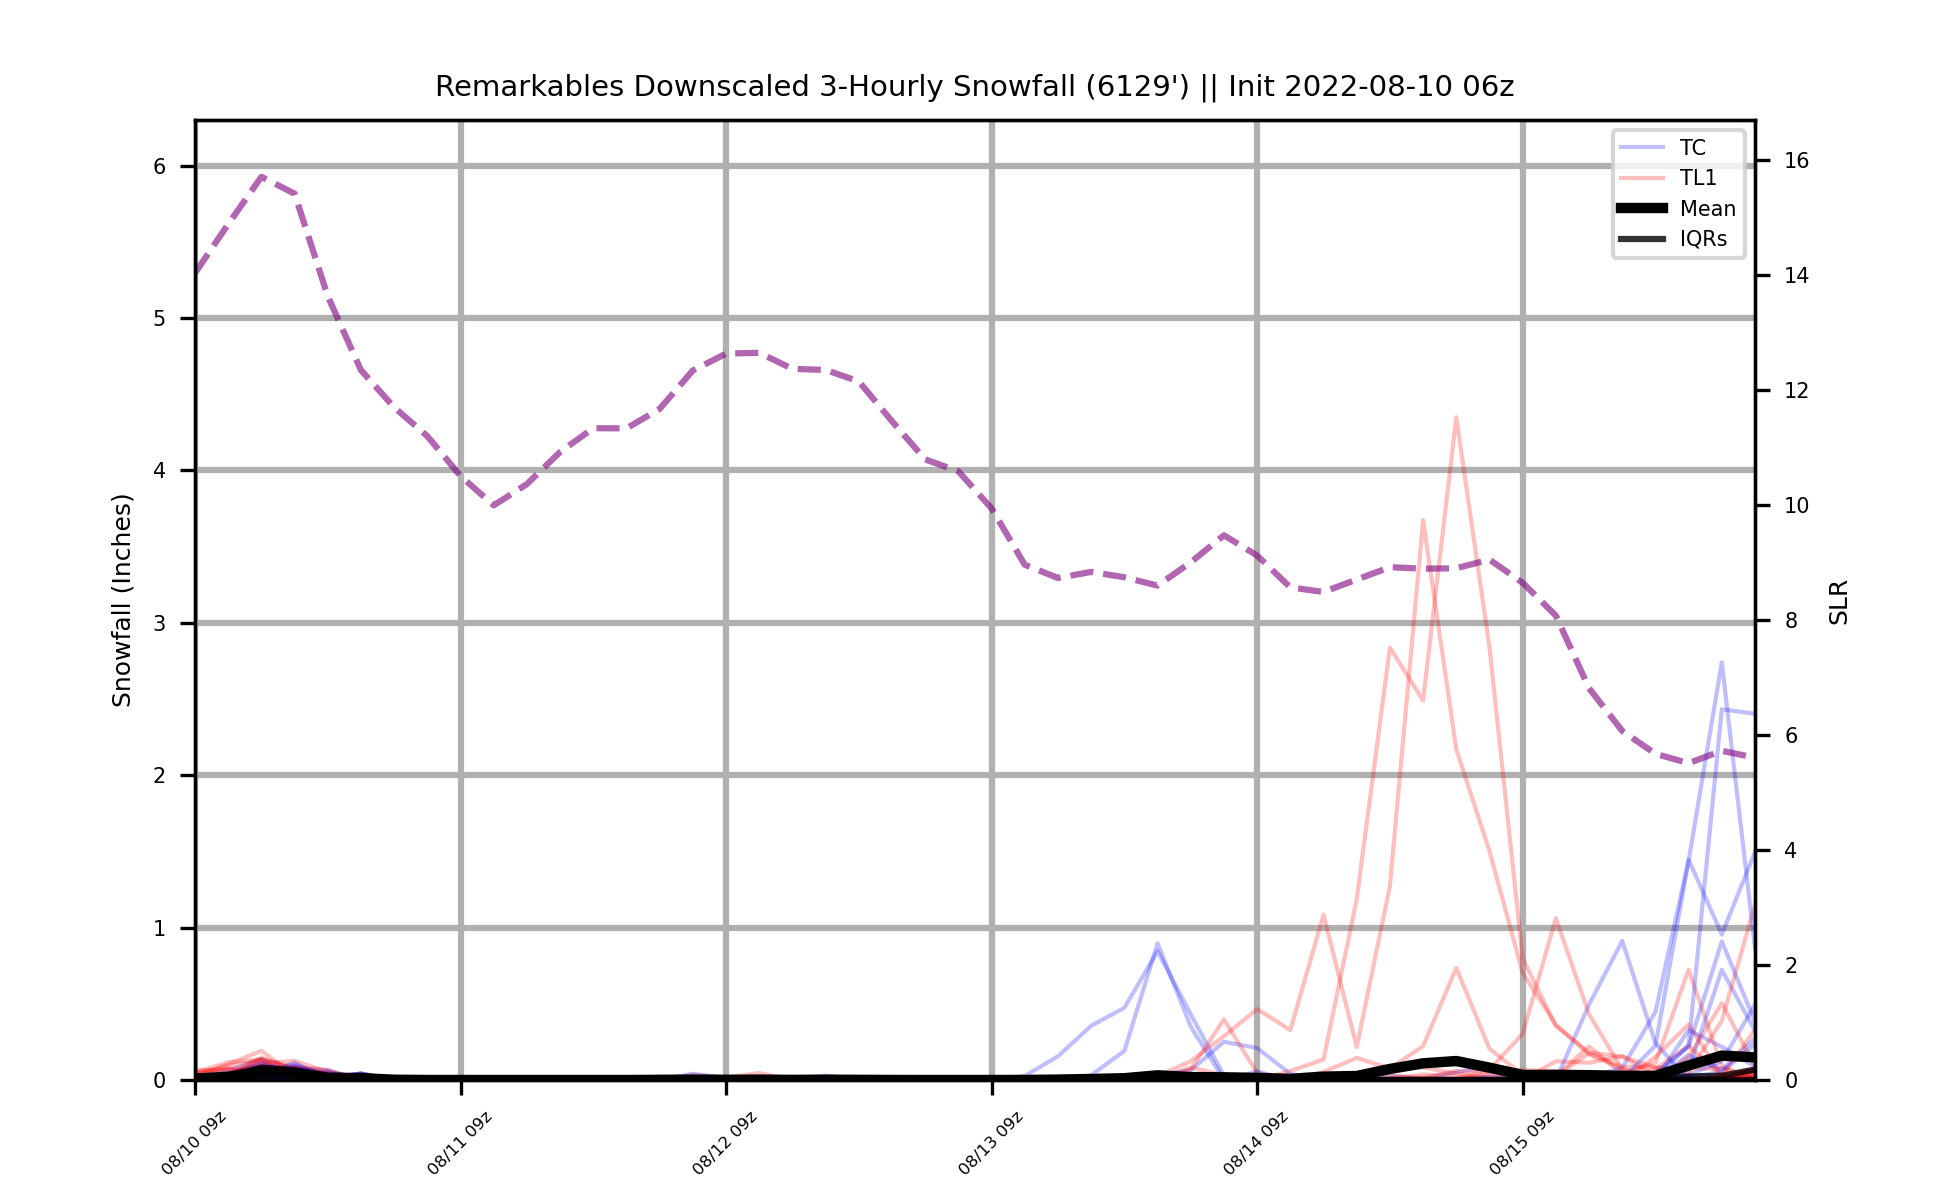 Remarkables Downscaled 3-Hourly Snowfall (6129') || Init 2022-08-10 06z
TC
TL1
Mean
IQRs
Snowfall (Inches)
6
5
4
3
2
1
0
16
14
12
10
8
6
4
2
0
SLR
08/10 09z
08/11 09z
08/12 09z
08/13 09z
08/14 09z
08/15 09z